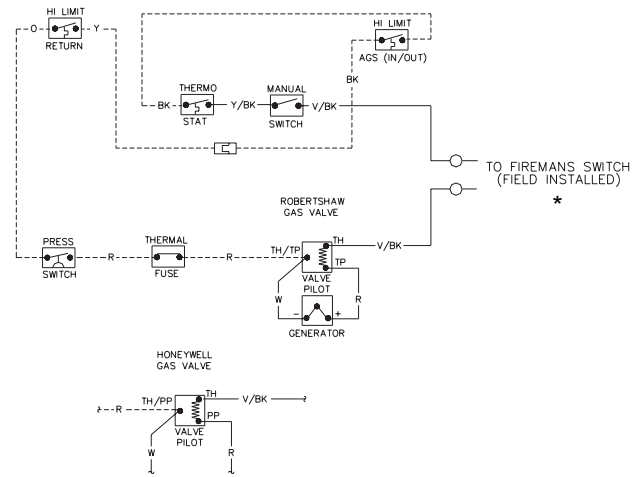 HI LIMIT
O
Y
RETURN
HI LIMIT
AGS (IN/OUT)
BK
THERMO
STAT
BK
Y/BK
MANUAL
SWITCH
V/BK
TO FIREMANS SWITCH
(FIELD INSTALLED)
*
ROBERTSHAW
GAS VALVE
PRESS
SWITCH
R
THERMAL
FUSE
R
TH/TP
TH
V/BK
TP
VALVE
PILOT
W
R
-
+
GENERATOR
HONEYWELL
GAS VALVE
R
TH/PP
TH
V/BK
PP
VALVE
PILOT
W
R